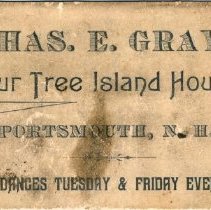 HAS. E. GRAY
ur Tree Island Hou
PORTSMOUTH, N. H
DANCES TUESDAY & FRIDAY EVE